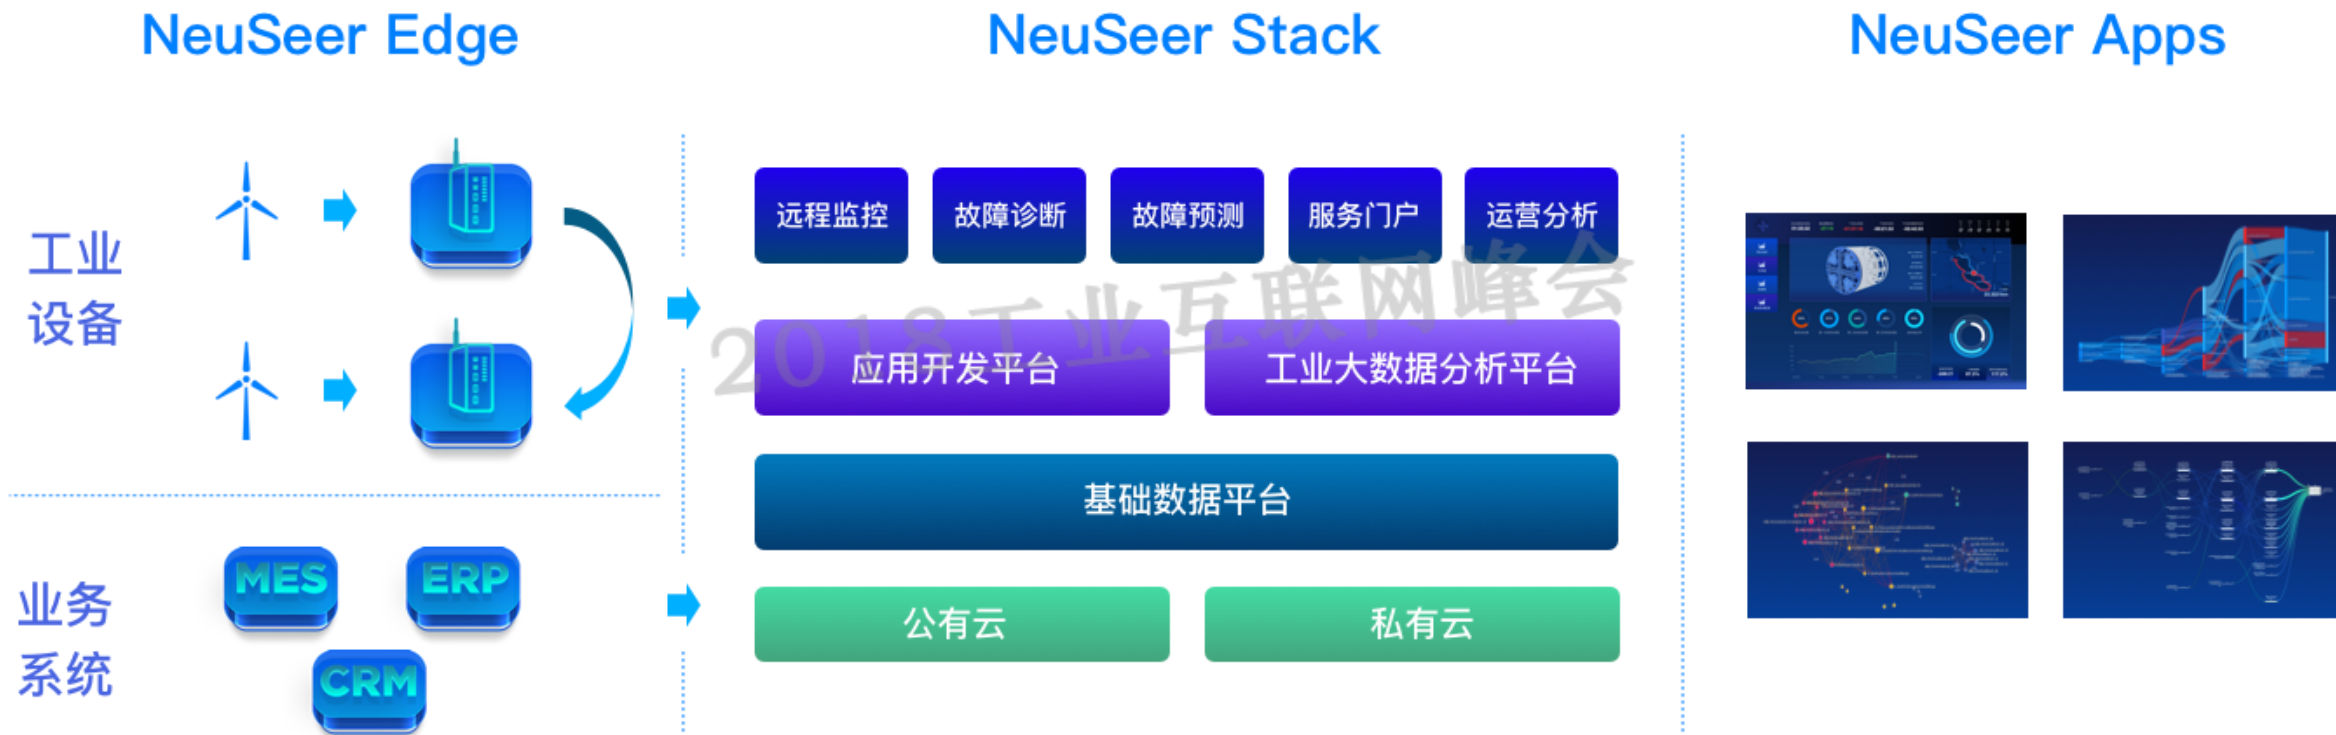 NeuSeer Edge
NeuSeer Stack
NeuSeer Apps
工业
设备
业务
系统
MES
ERP
CRM
远程监控
故障诊断
故障预测
服务门户
运营分析
2018工业互联网峰会
应用开发平台
工业大数据分析平台
基础数据平台
公有云
私有云